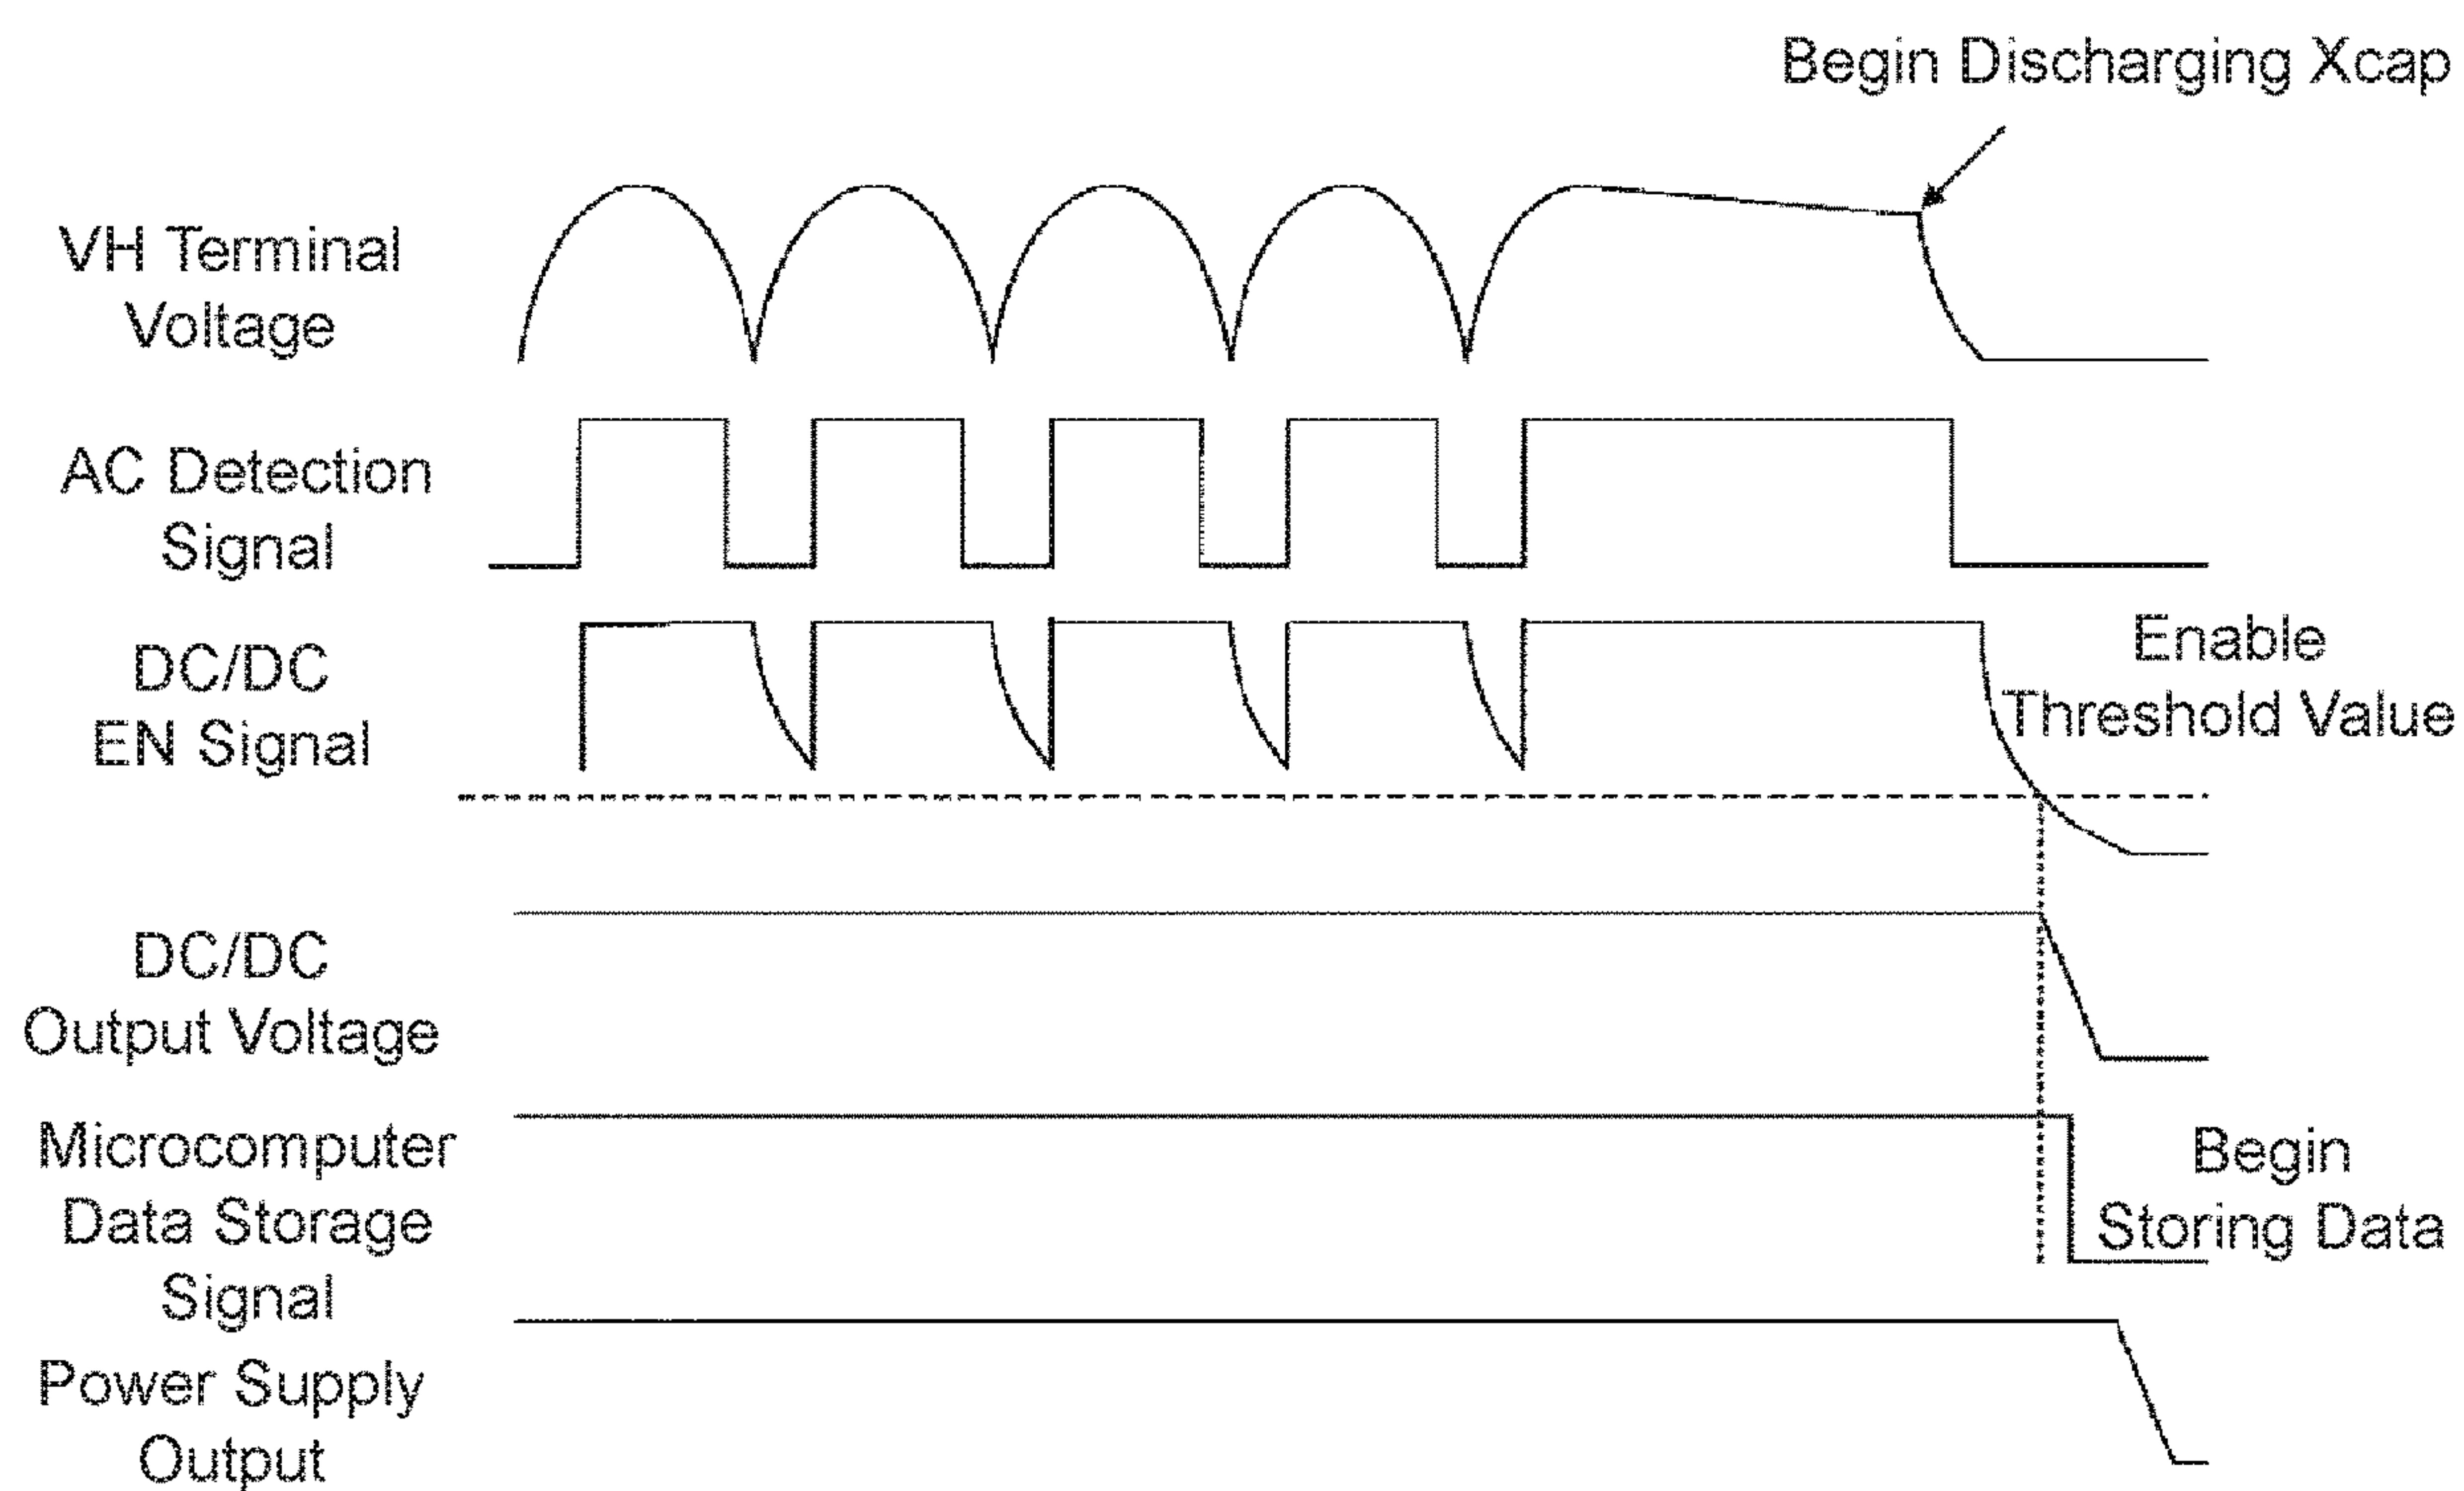 Begin Discharging Xcap
VH Terminal
Voltage
AC Detection
Signal
DC/DC
EN Signal
Enable
Threshold Value
DC/DC
Output Voltage
Microcomputer
Data Storage
Signal
Begin
Storing Data
Power Supply
Output